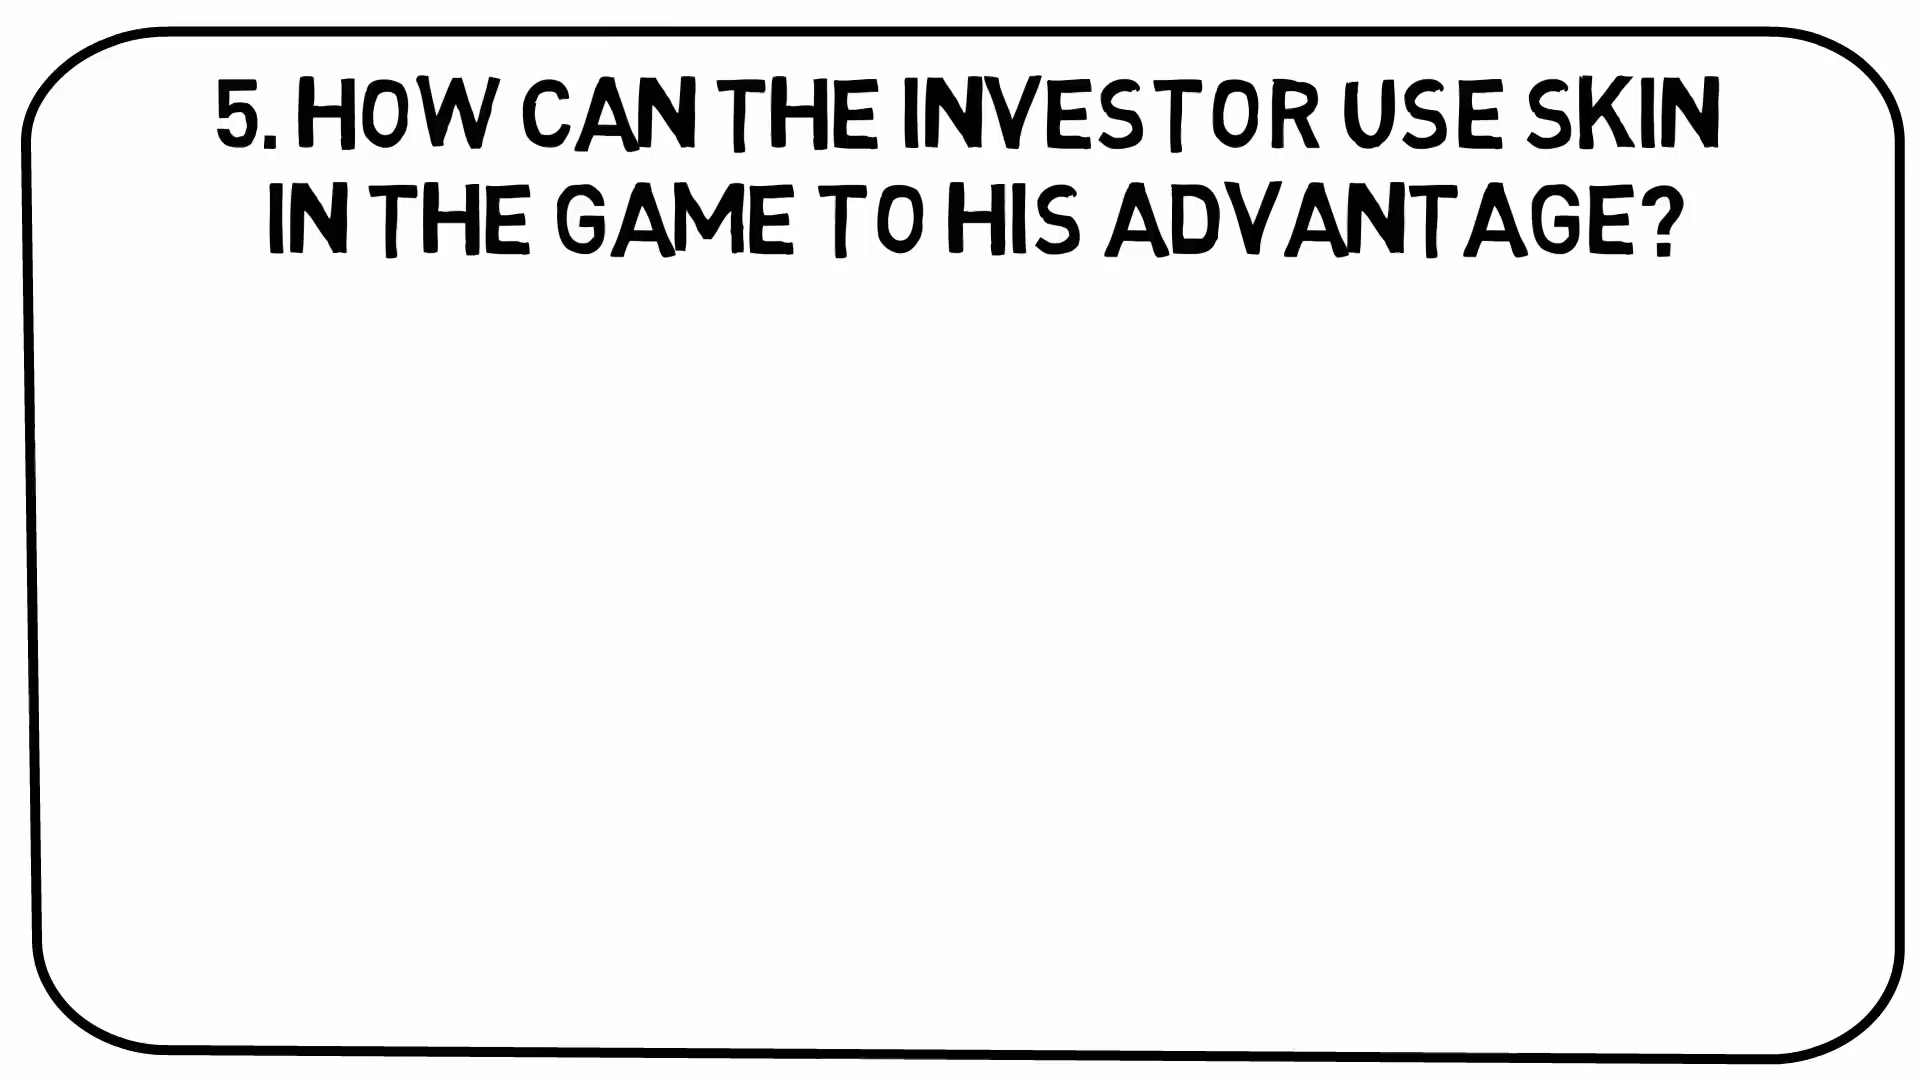 5. HOW CAN THE INVESTOR USE SKIN
IN THE GAME TO HIS ADVANTAGE?